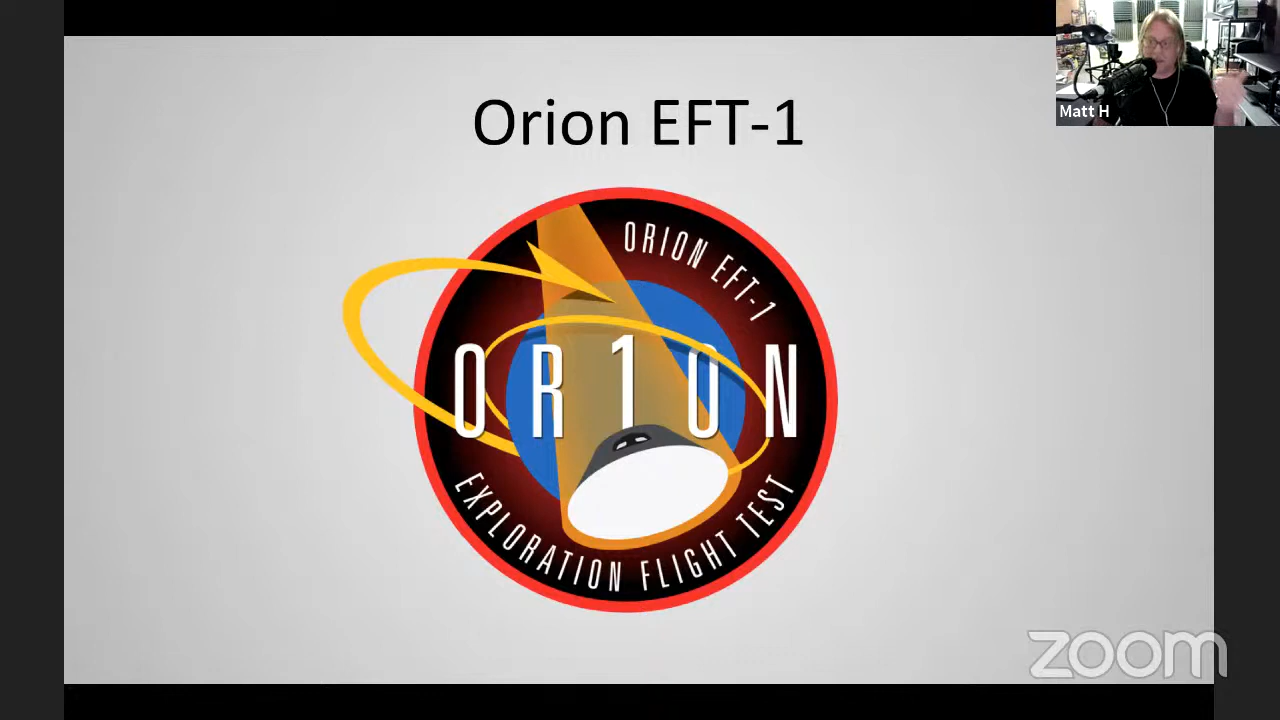 Orion EFT-1
Matt H
ORION EFT-1
OR1ON
EXPLORATION FLIGHT TEST
zoom